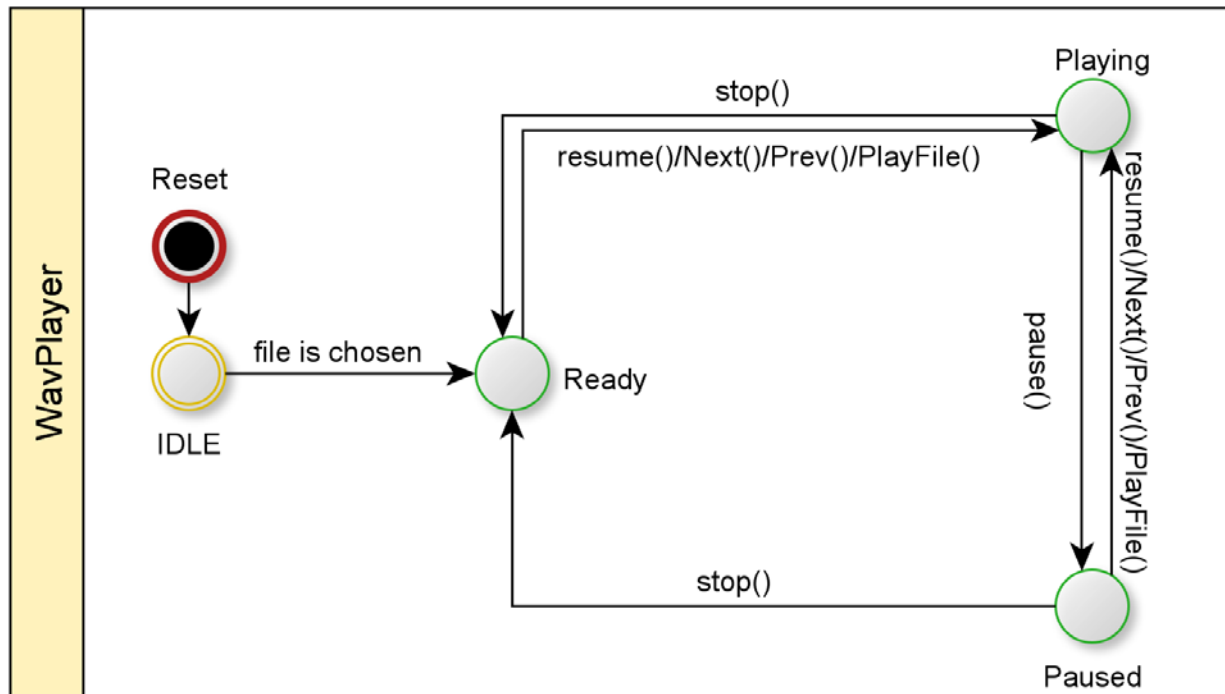 WavPlayer
Playing
stop()
resume()/Next()/Prev()/PlayFile()
Reset
file is chosen
Ready
IDLE
pause()
resume()/Next()/Prev()/PlayFile()
stop()
Paused